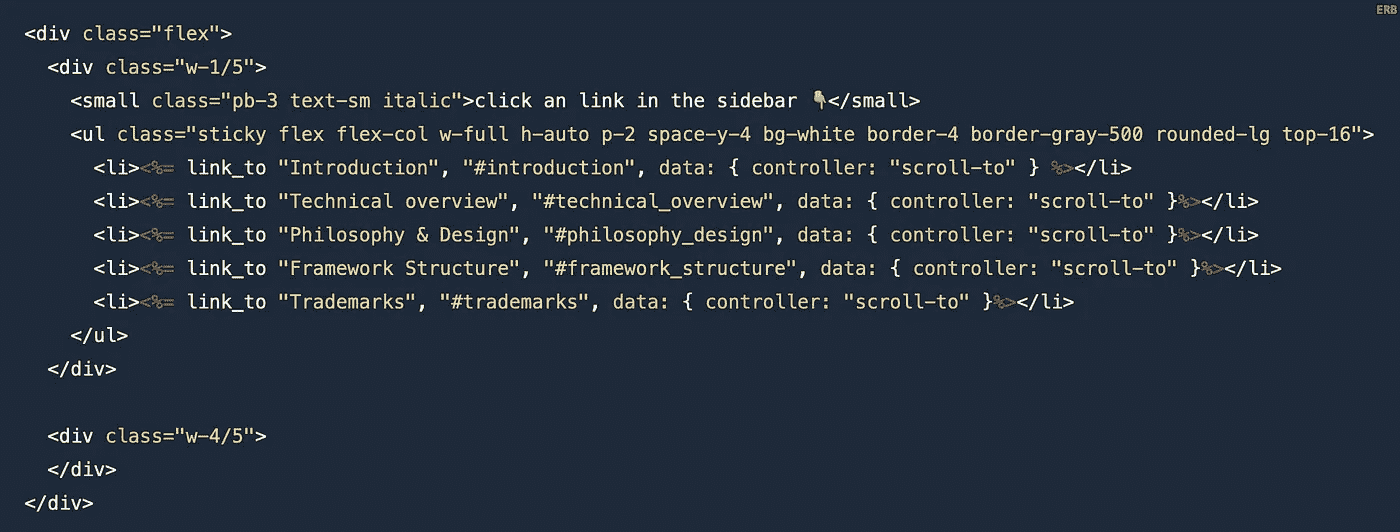 ERB
<div class="flex">
  <div class="w-1/5">
    <small class="pb-3 text-sm italic">click an link in the sidebar 👇</small>
    <ul class="sticky flex flex-col w-full h-auto p-2 space-y-4 bg-white border-4 border-gray-500 rounded-lg top-16">
      <li><%= link_to "Introduction", "#introduction", data: { controller: "scroll-to" } %></li>
      <li><%= link_to "Technical overview", "#technical_overview", data: { controller: "scroll-to" }%></li>
      <li><%= link_to "Philosophy & Design", "#philosophy_design", data: { controller: "scroll-to" }%></li>
      <li><%= link_to "Framework Structure", "#framework_structure", data: { controller: "scroll-to" }%></li>
      <li><%= link_to "Trademarks", "#trademarks", data: { controller: "scroll-to" }%></li>
    </ul>
  </div>

  <div class="w-4/5">
  </div>
</div>